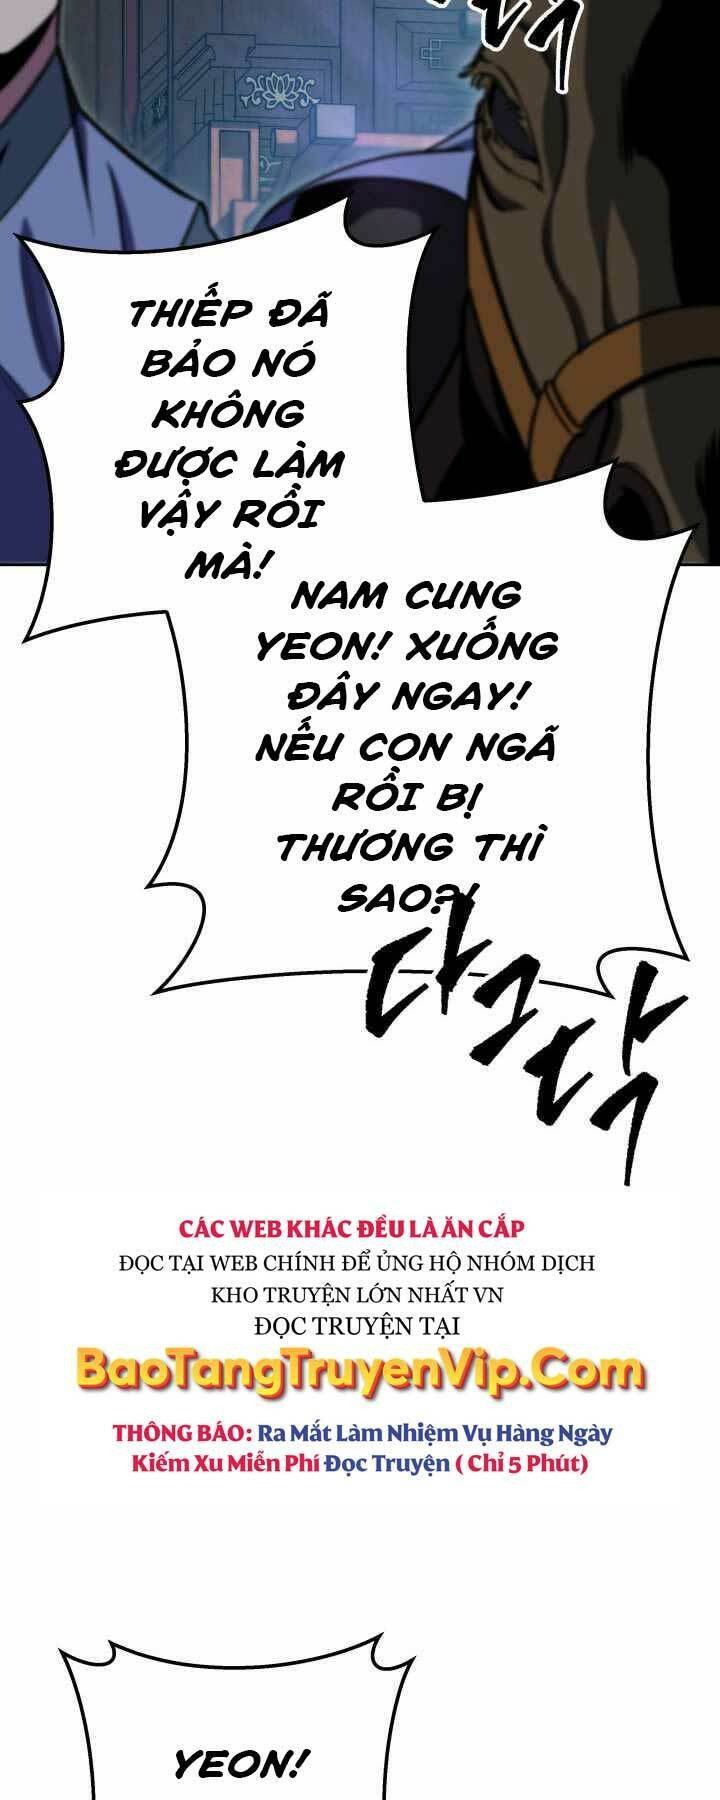 THIẾP ĐÃ
BẢO NÓ
KHÔNG
ĐƯỢC LÀM
VẬY RỒI
MÀ!
NAM CUNG
YEON! XUỐNG
ĐÂY NGAY!
NẾU CON NGÃ
RỒI BỊ
THƯƠNG THÌ
SAO?!
다그닥
CÁC WEB KHÁC ĐỀU LÀ ĂN CẮP
ĐỌC TẠI WEB CHÍNH ĐỂ ỦNG HỘ NHÓM DỊCH
KHO TRUYỆN LỚN NHẤT VN
ĐỌC TRUYỆN TẠI
BaoTangTruyenVip.Com
THÔNG BÁO: Ra Mắt Làm Nhiệm Vụ Hàng Ngày
Kiếm Xu Miễn Phí Đọc Truyện ( Chỉ 5 Phút)
YEON!